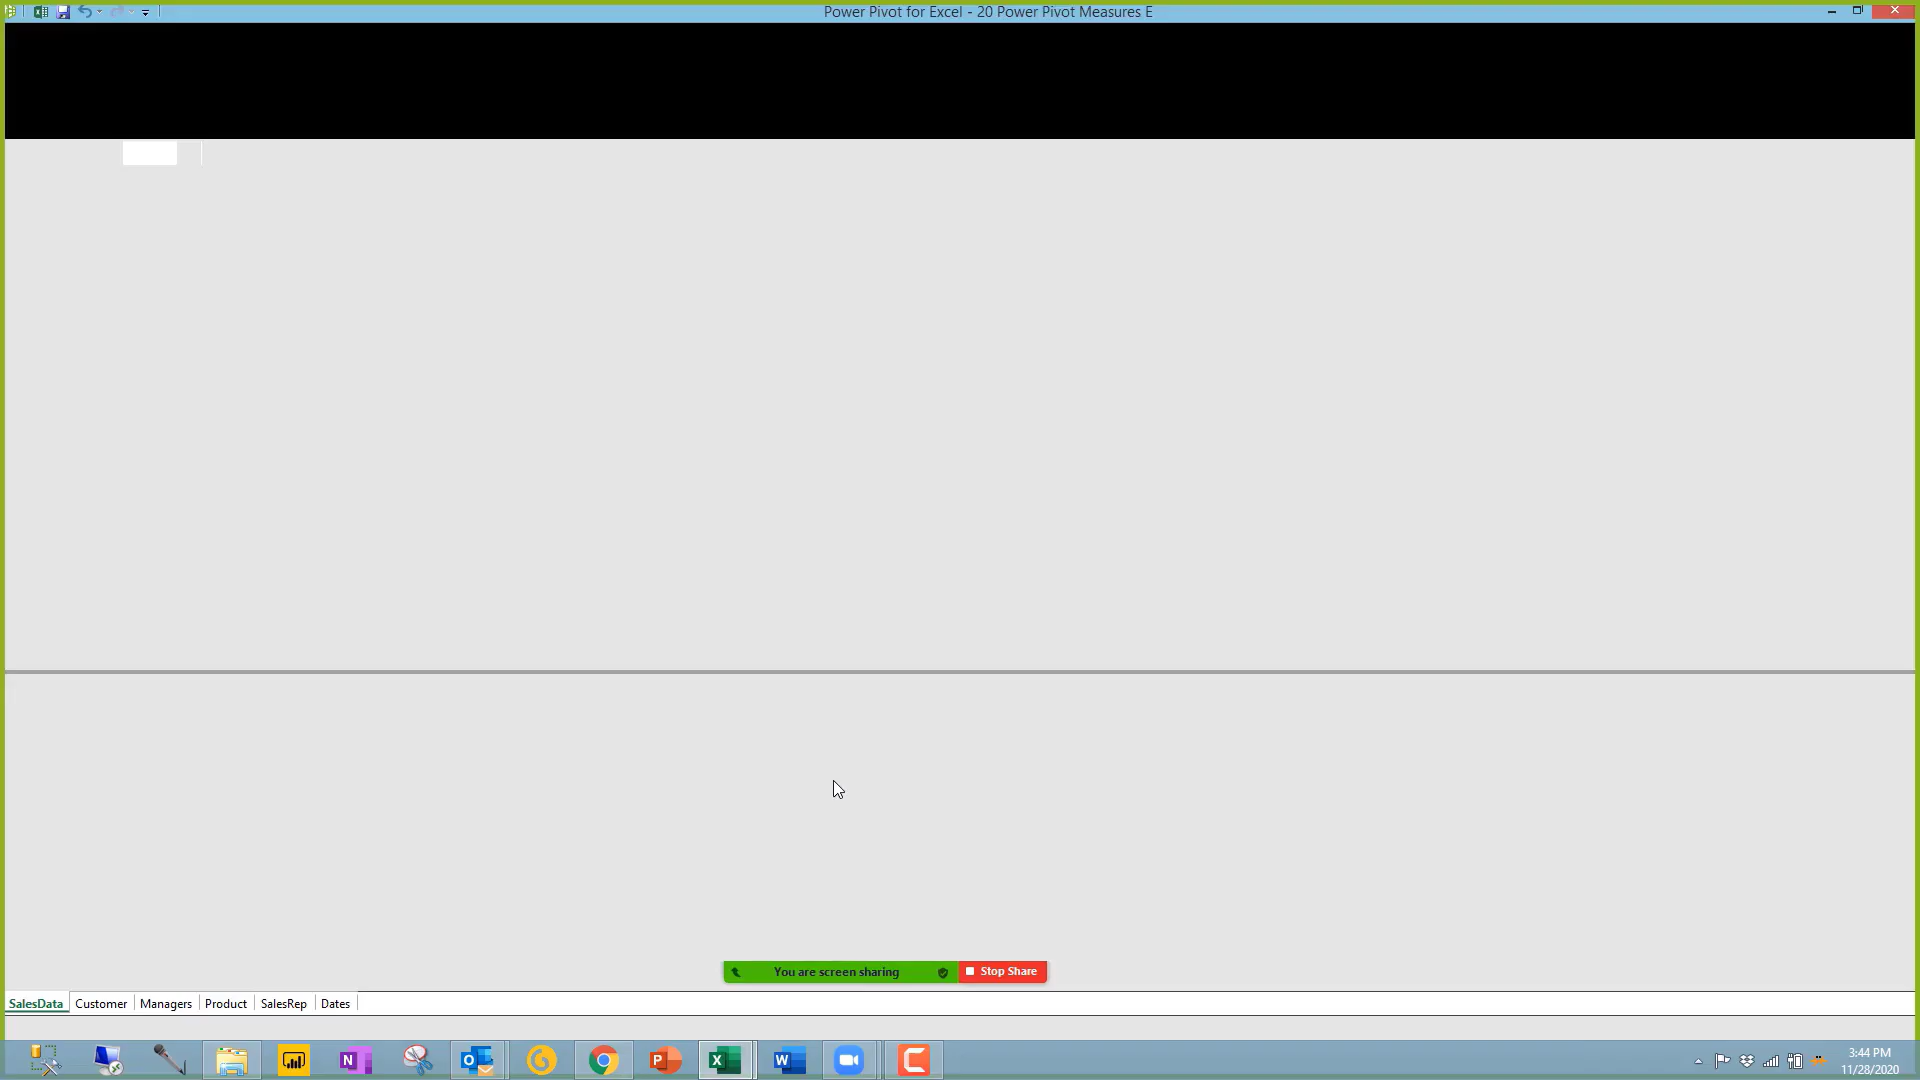 Power Pivot for Excel - 20 Power Pivot Measures E
You are screen sharing
Stop Share
SalesData Customer Managers Product SalesRep Dates
3:44 PM
11/28/2020